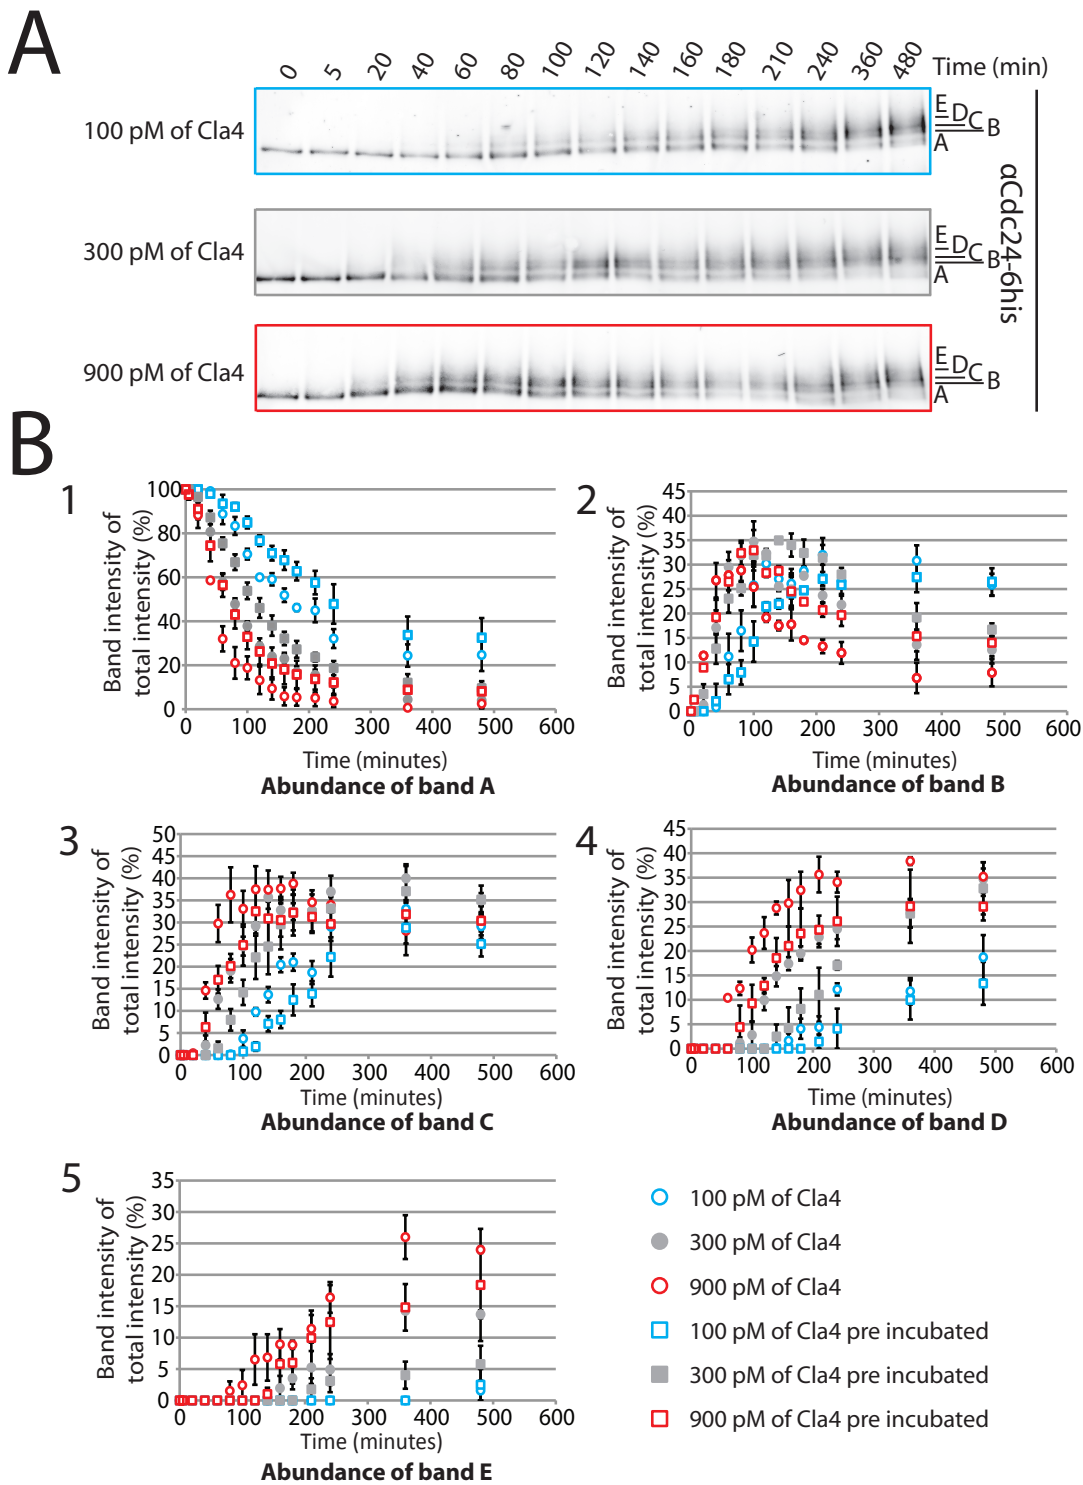 A
0 5 20 40 60 80 100 120 140 160 180 210 240 360 480 Time (min)
100 pM of Cla4
E D C B
A
300 pM of Cla4
E D C B
A
900 pM of Cla4
E D C B
A
αCdc24-6his
B
1
Band intensity of
total intensity (%)
100
80
60
40
20
0
0 100 200 300 400 500 600
Time (minutes)
Abundance of band A
2
Band intensity of
total intensity (%)
45
40
35
30
25
20
15
10
5
0
0 100 200 300 400 500 600
Time (minutes)
Abundance of band B
3
Band intensity of
total intensity (%)
50
45
40
35
30
25
20
15
10
5
0
0 100 200 300 400 500 600
Time (minutes)
Abundance of band C
4
Band intensity of
total intensity (%)
45
40
35
30
25
20
15
10
5
0
0 100 200 300 400 500 600
Time (minutes)
Abundance of band D
5
Band intensity of
total intensity (%)
35
30
25
20
15
10
5
0
0 100 200 300 400 500 600
Time (minutes)
Abundance of band E
100 pM of Cla4
300 pM of Cla4
900 pM of Cla4
100 pM of Cla4 pre incubated
300 pM of Cla4 pre incubated
900 pM of Cla4 pre incubated